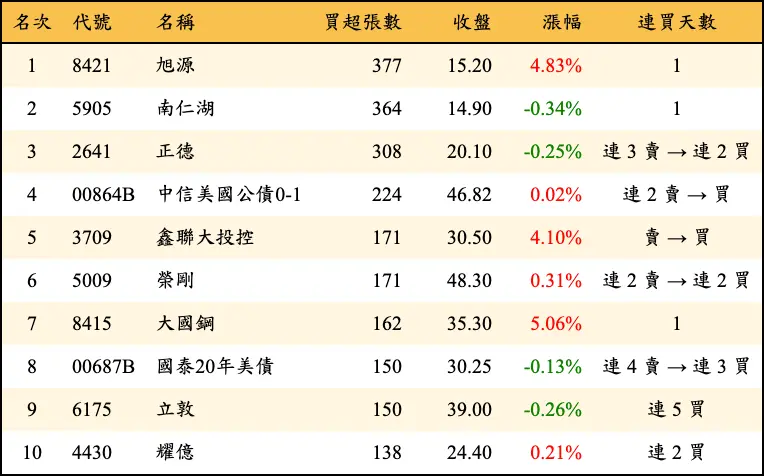 名次 代號 名稱 買超張數 收盤 漲幅 連買天數
1 8421 旭源 377 15.20 4.83% 1
2 5905 南仁湖 364 14.90 -0.34% 1
3 2641 正德 308 20.10 -0.25% 連 3 賣 → 連 2 買
4 00864B 中信美國公債0-1 224 46.82 0.02% 連 2 賣 → 買
5 3709 鑫聯大投控 171 30.50 4.10% 賣 → 買
6 5009 榮剛 171 48.30 0.31% 連 2 賣 → 連 2 買
7 8415 大國鋼 162 35.30 5.06% 1
8 00687B 國泰20年美債 150 30.25 -0.13% 連 4 賣 → 連 3 買
9 6175 立敦 150 39.00 -0.26% 連 5 買
10 4430 耀億 138 24.40 0.21% 連 2 買